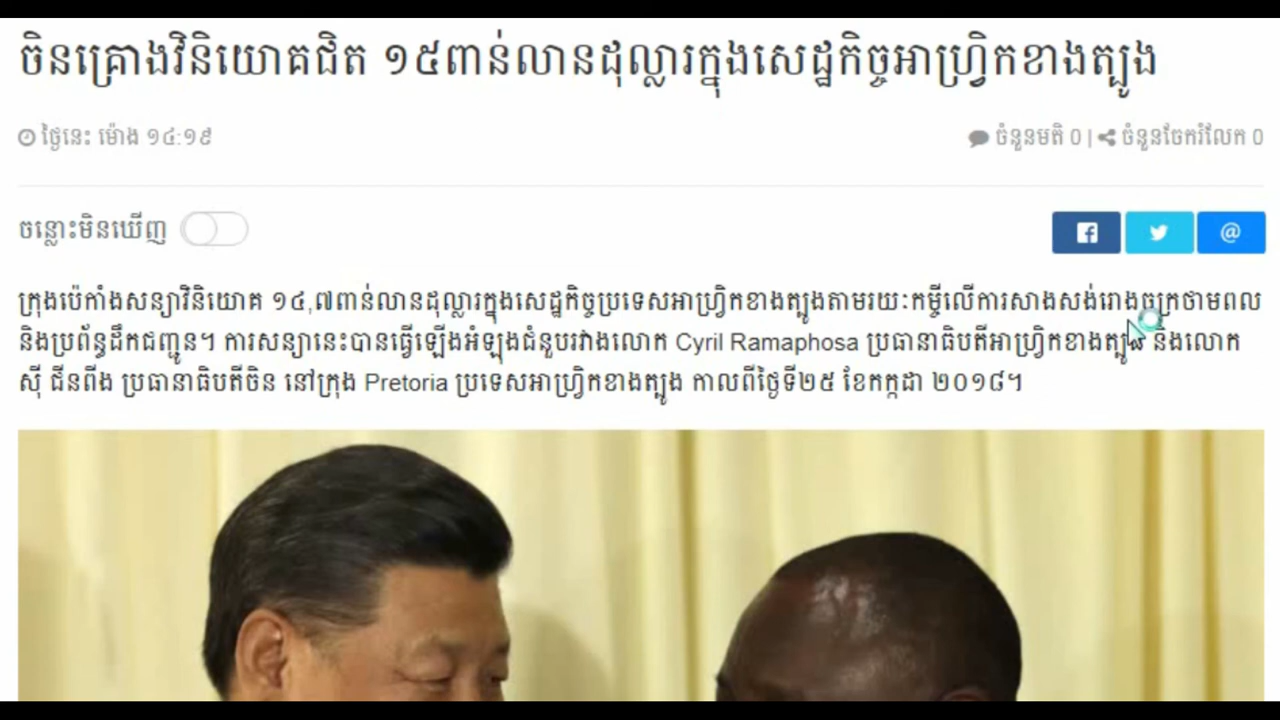 ចិនគ្រោងវិនិយោគជិត ១៥ពាន់លានដុល្លារក្នុងសេដ្ឋកិច្ចអាហ្វ្រិកខាងត្បូង
ថ្ងៃនេះ ម៉ោង ១៤:១៩
ចំនួនមតិ 0 | ចំនួនចែករំលែក 0
ចន្លោះមិនឃើញ
ក្រុងប៉េកាំងសន្យាវិនិយោគ ១៤,៧ពាន់លានដុល្លារក្នុងសេដ្ឋកិច្ចប្រទេសអាហ្វ្រិកខាងត្បូងតាមរយៈកម្ចីលើការសាងសង់រោងចក្រថាមពល
និងប្រព័ន្ធដឹកជញ្ជូន។ ការសន្យានេះបានធ្វើឡើងអំឡុងជំនួបរវាងលោក Cyril Ramaphosa ប្រធានាធិបតីអាហ្វ្រិកខាងត្បូង និងលោក
ស៊ី ជីនពីង ប្រធានាធិបតីចិន នៅក្រុង Pretoria ប្រទេសអាហ្វ្រិកខាងត្បូង កាលពីថ្ងៃទី២៥ ខែកក្កដា ២០១៨។